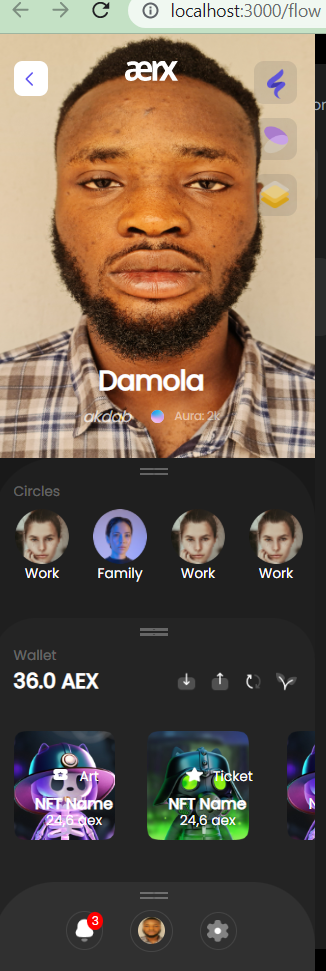 localhost:3000/flow
ærx
Damola
akdab Aura: 2k
Circles
Work Family Work Work
Wallet
36.0 AEX
Art Ticket
NFT Name NFT Name
24,6 aex 24,6 aex
3